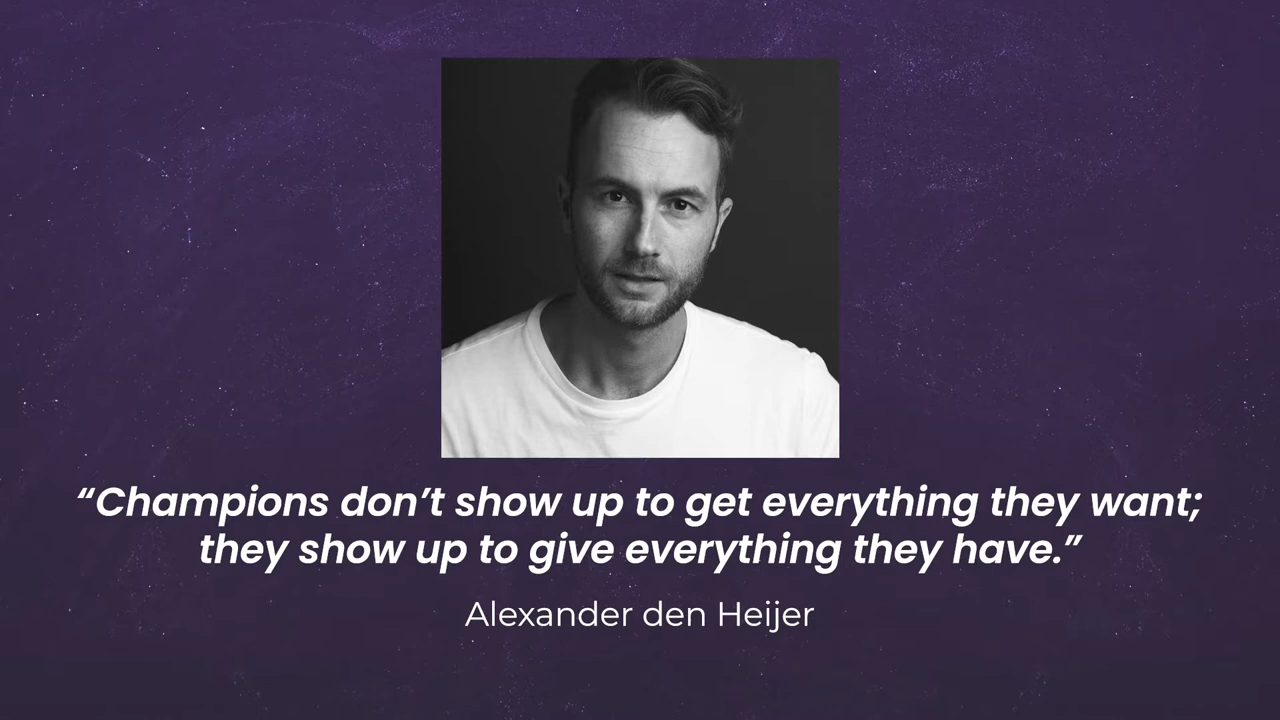 “Champions don’t show up to get everything they want;
they show up to give everything they have.”
Alexander den Heijer